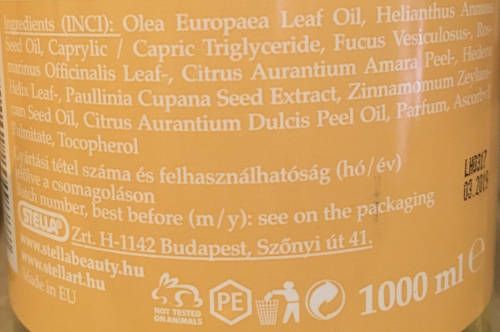 Ingredients (INCI): Olea Europaea Leaf Oil, Helianthus Annuus
Seed Oil, Caprylic / Capric Triglyceride, Fucus Vesiculosus-, Ros-
marinus Officinalis Leaf-, Citrus Aurantium Amara Peel-, Hedera
Helix Leaf-, Paullinia Cupana Seed Extract, Zinnamomum Zeylani-
cum Seed Oil, Citrus Aurantium Dulcis Peel Oil, Parfum, Ascorbyl
Palmitate, Tocopherol
Gyártási tétel száma és felhasználhatóság (hó/év)
jelölve a csomagoláson
Batch number, best before (m/y): see on the packaging
LH0317
03.2019
STELLA Zrt. H-1142 Budapest, Szőnyi út 41.
www.stellabeauty.hu
www.stellart.hu
Made in EU
NOT TESTED
ON ANIMALS
PE
1000 ml e